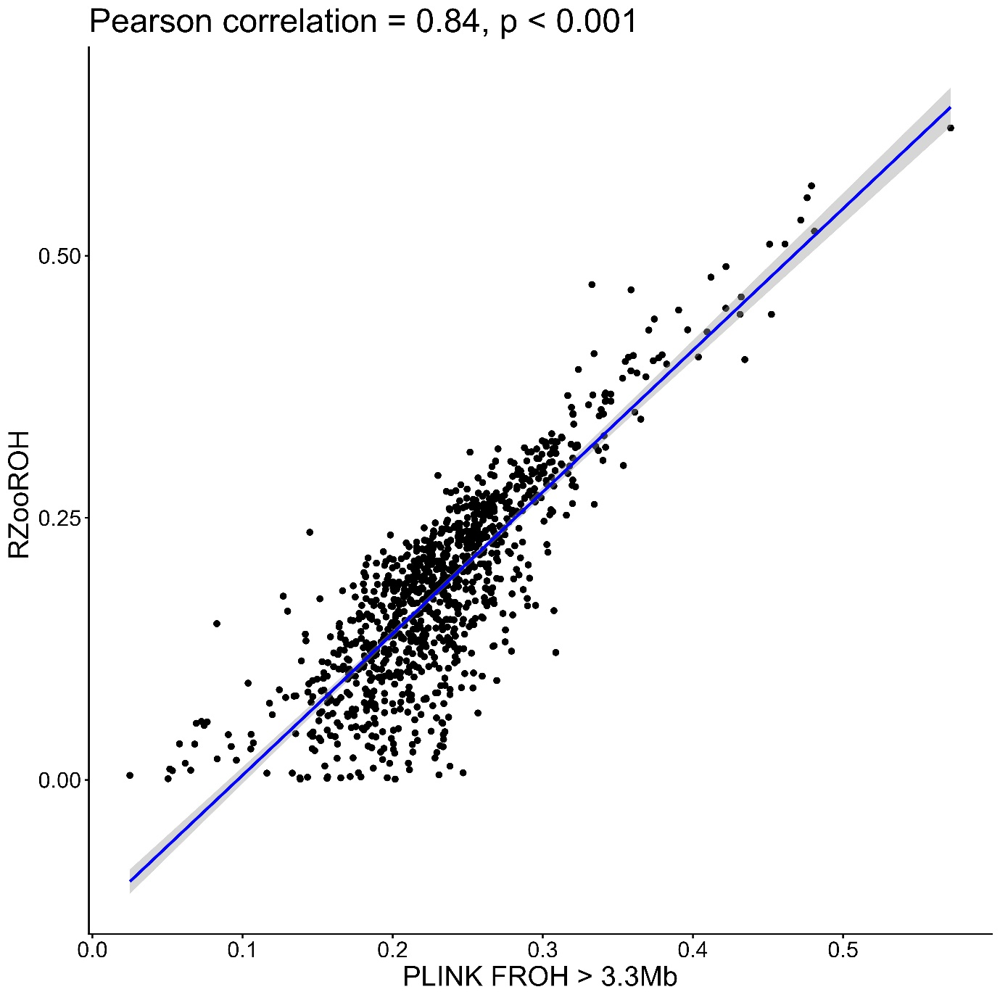 Pearson correlation = 0.84, p < 0.001
RZooROH
0.50
0.25
0.00
0.0 0.1 0.2 0.3 0.4 0.5
PLINK FROH > 3.3Mb